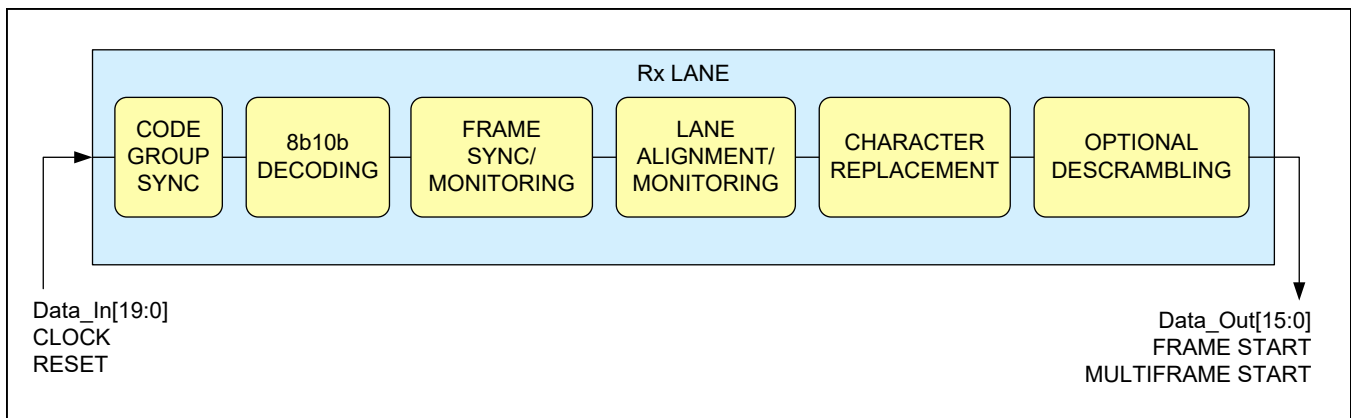 Rx LANE
CODE
GROUP
SYNC
8b10b
DECODING
FRAME
SYNC/
MONITORING
LANE
ALIGNMENT/
MONITORING
CHARACTER
REPLACEMENT
OPTIONAL
DESCRAMBLING
Data_In[19:0]
CLOCK
RESET
Data_Out[15:0]
FRAME START
MULTIFRAME START